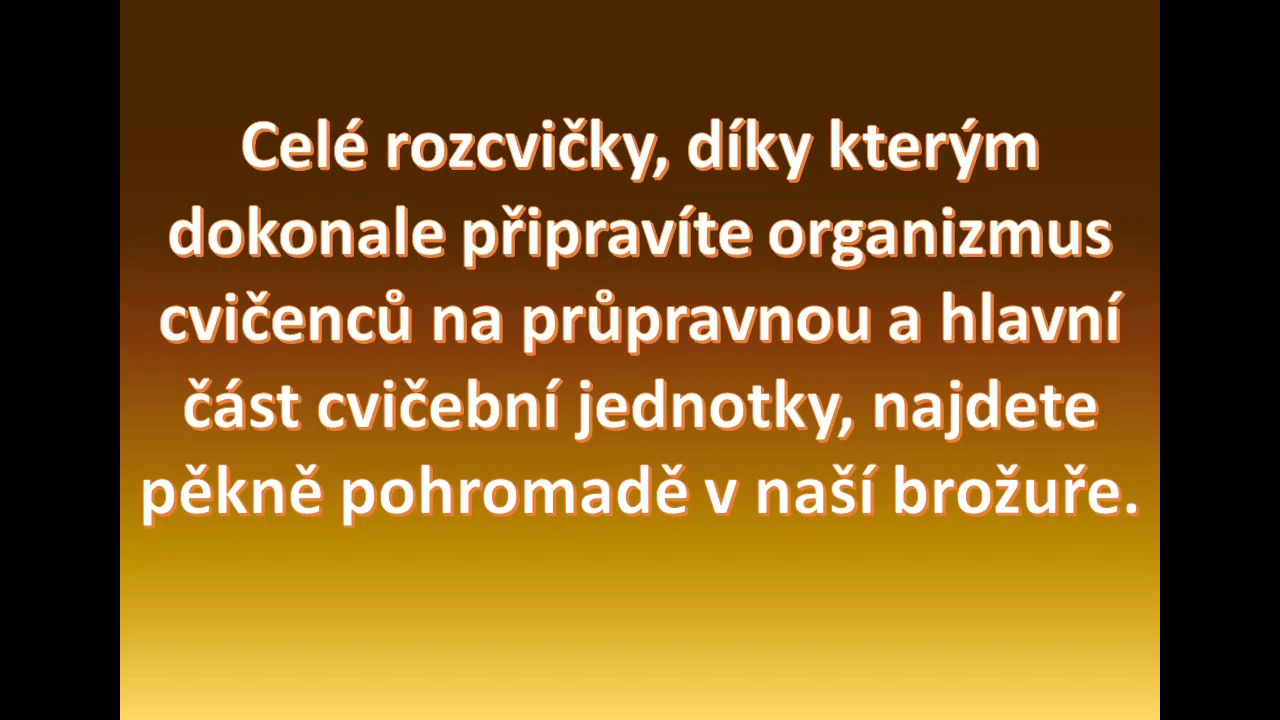 Celé rozcvičky, díky kterým
dokonale připravíte organizmus
cvičenců na průpravnou a hlavní
část cvičební jednotky, najdete
pěkně pohromadě v naší brožuře.